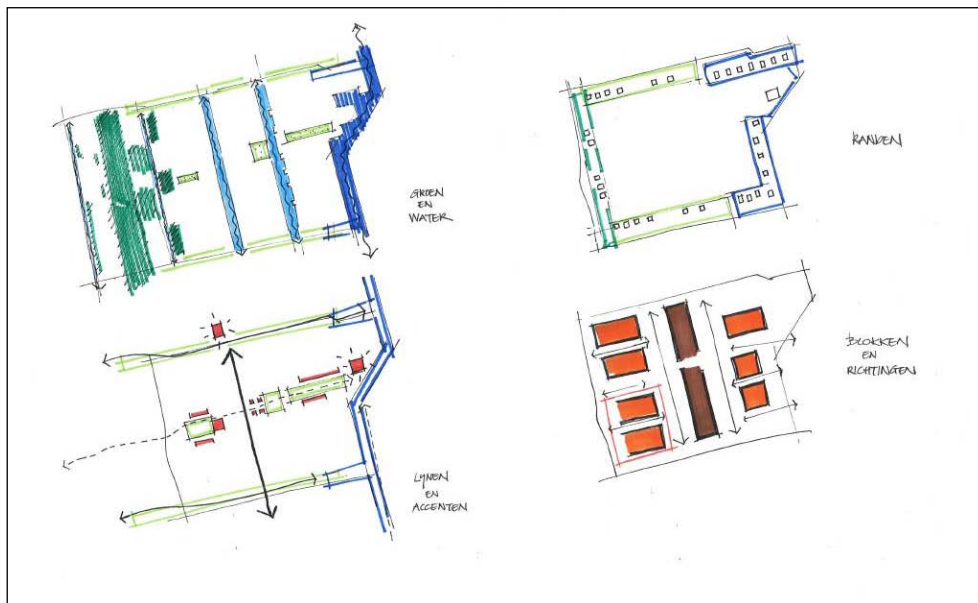 GROEN
EN
WATER
RANDEN
LIJNEN
EN
ACCENTEN
BLOKKEN
EN
RICHTINGEN